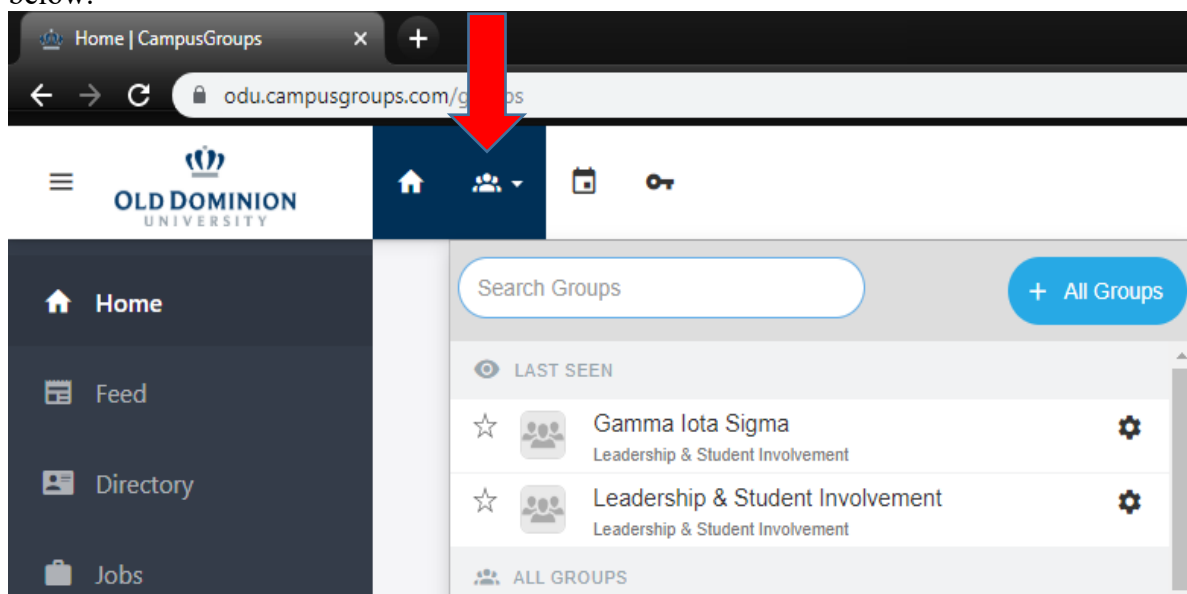 below.
Home | CampusGroups
odu.campusgroups.com/g ps
OLD DOMINION
UNIVERSITY
Search Groups
+ All Groups
Home
LAST SEEN
Feed
Gamma Iota Sigma
Leadership & Student Involvement
Directory
Leadership & Student Involvement
Leadership & Student Involvement
Jobs
ALL GROUPS